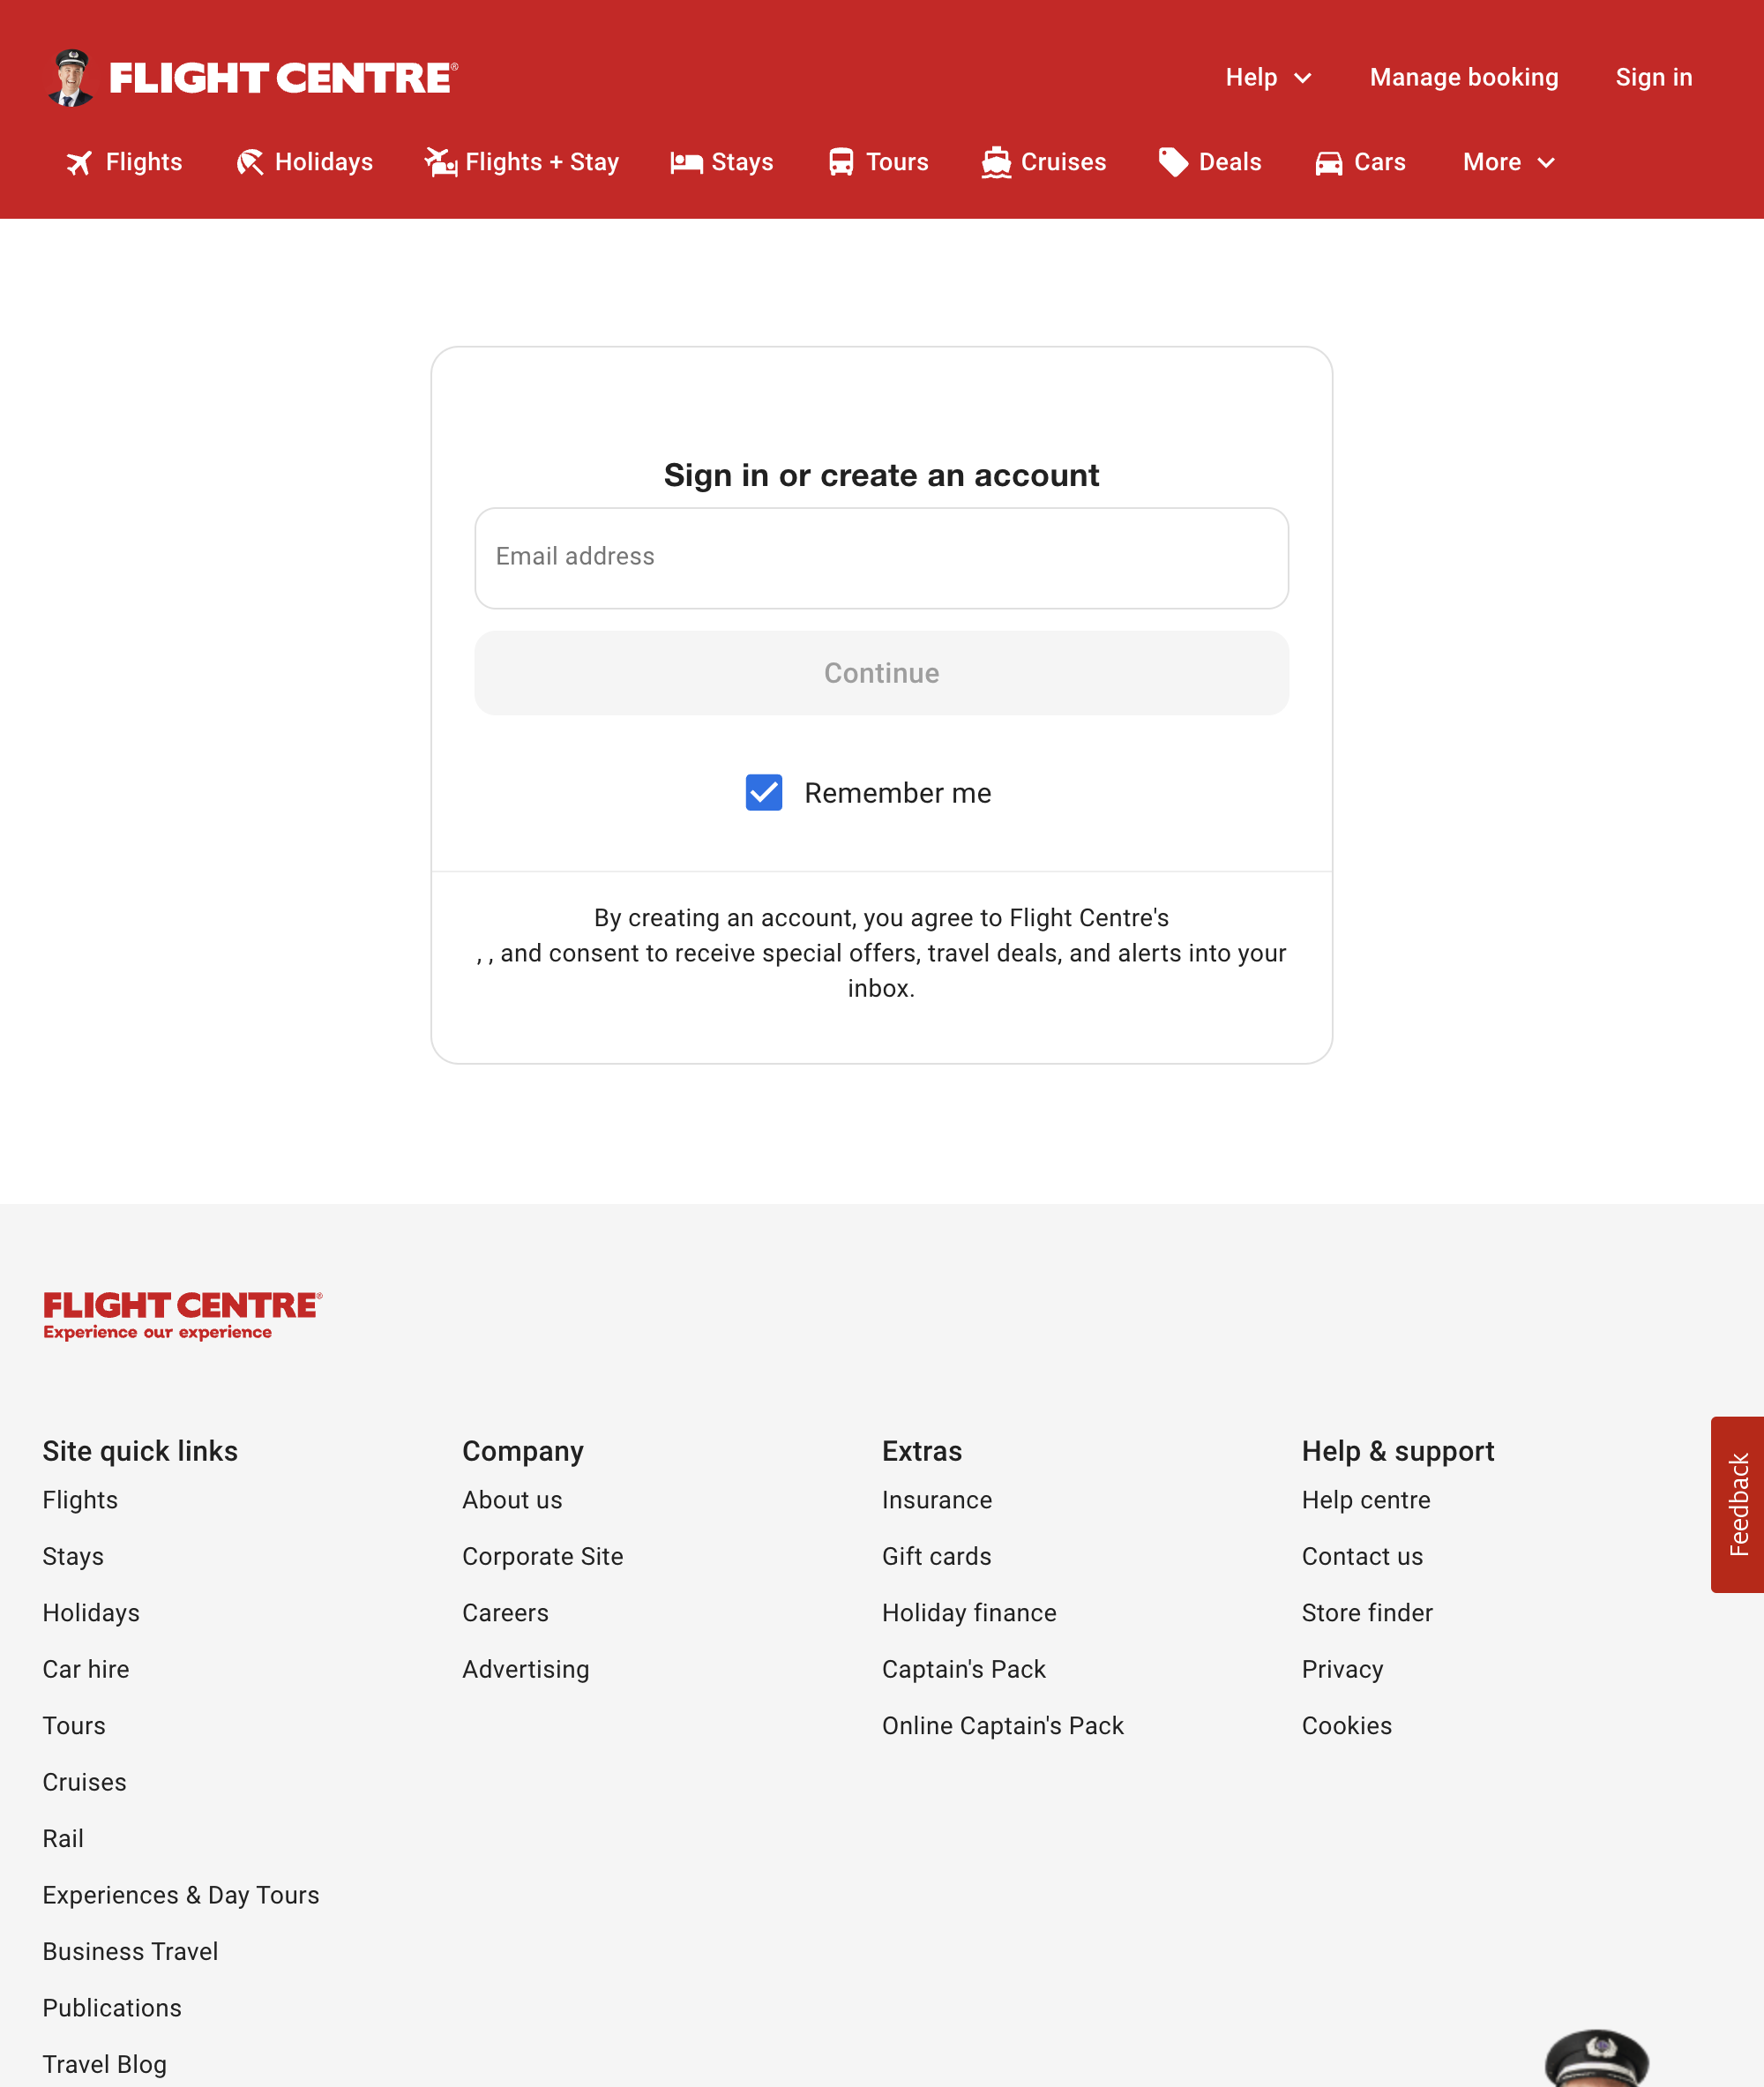 FLIGHT CENTRE®
Help
Manage booking
Sign in
Flights
Holidays
Flights + Stay
Stays
Tours
Cruises
Deals
Cars
More
Sign in or create an account
Email address
Continue
Remember me
By creating an account, you agree to Flight Centre's
, , and consent to receive special offers, travel deals, and alerts into your
inbox.
FLIGHT CENTRE®
Experience our experience
Site quick links
Flights
Stays
Holidays
Car hire
Tours
Cruises
Rail
Experiences & Day Tours
Business Travel
Publications
Travel Blog
Company
About us
Corporate Site
Careers
Advertising
Extras
Insurance
Gift cards
Holiday finance
Captain's Pack
Online Captain's Pack
Help & support
Help centre
Contact us
Store finder
Privacy
Cookies
Feedback